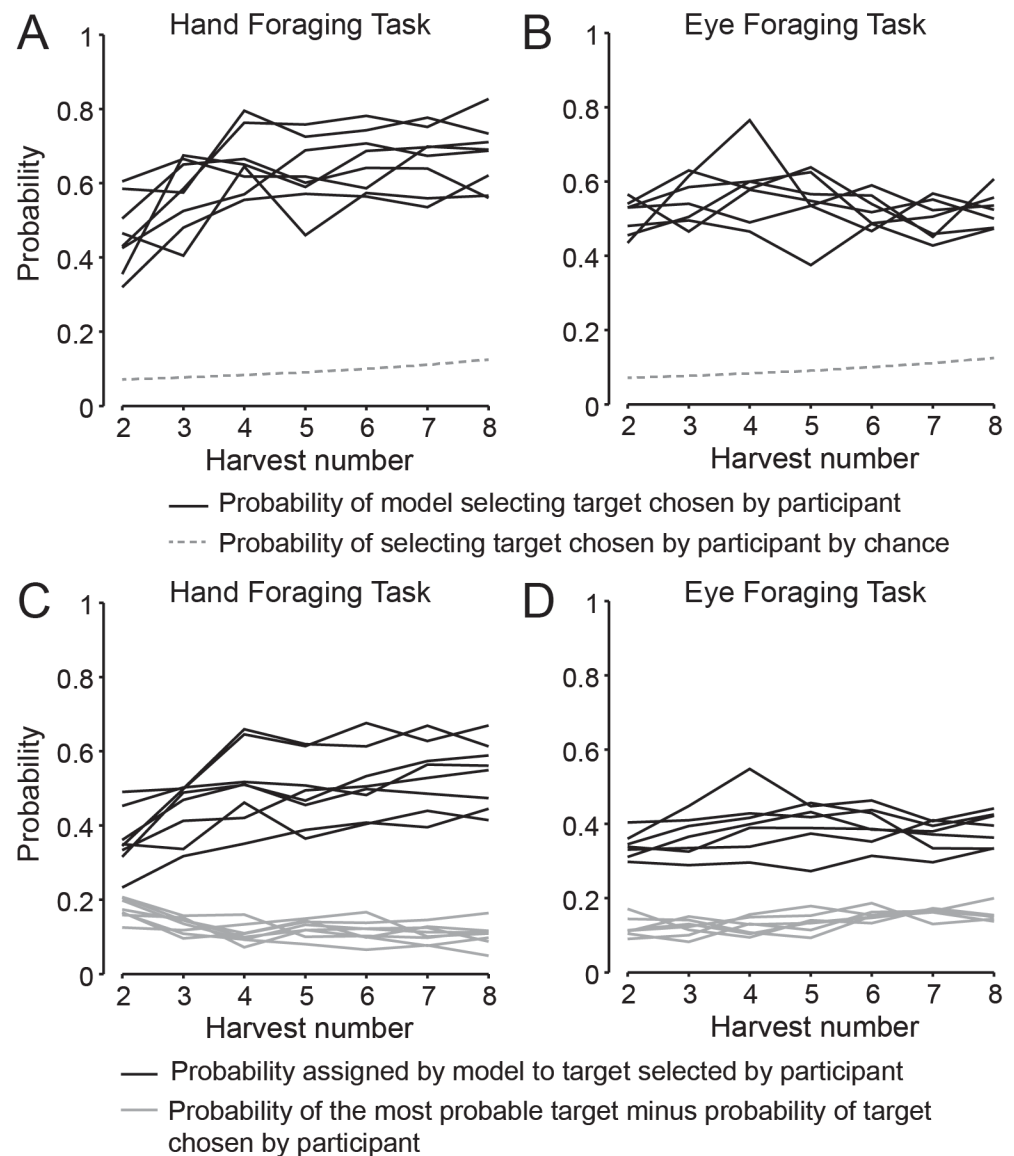 A
Hand Foraging Task
1
0.8
0.6
0.4
0.2
0
Probability
2 3 4 5 6 7 8
Harvest number
B
Eye Foraging Task
1
0.8
0.6
0.4
0.2
0
2 3 4 5 6 7 8
Harvest number
Probability of model selecting target chosen by participant
Probability of selecting target chosen by participant by chance
C
Hand Foraging Task
1
0.8
0.6
0.4
0.2
0
Probability
2 3 4 5 6 7 8
Harvest number
D
Eye Foraging Task
1
0.8
0.6
0.4
0.2
0
2 3 4 5 6 7 8
Harvest number
Probability assigned by model to target selected by participant
Probability of the most probable target minus probability of target
chosen by participant